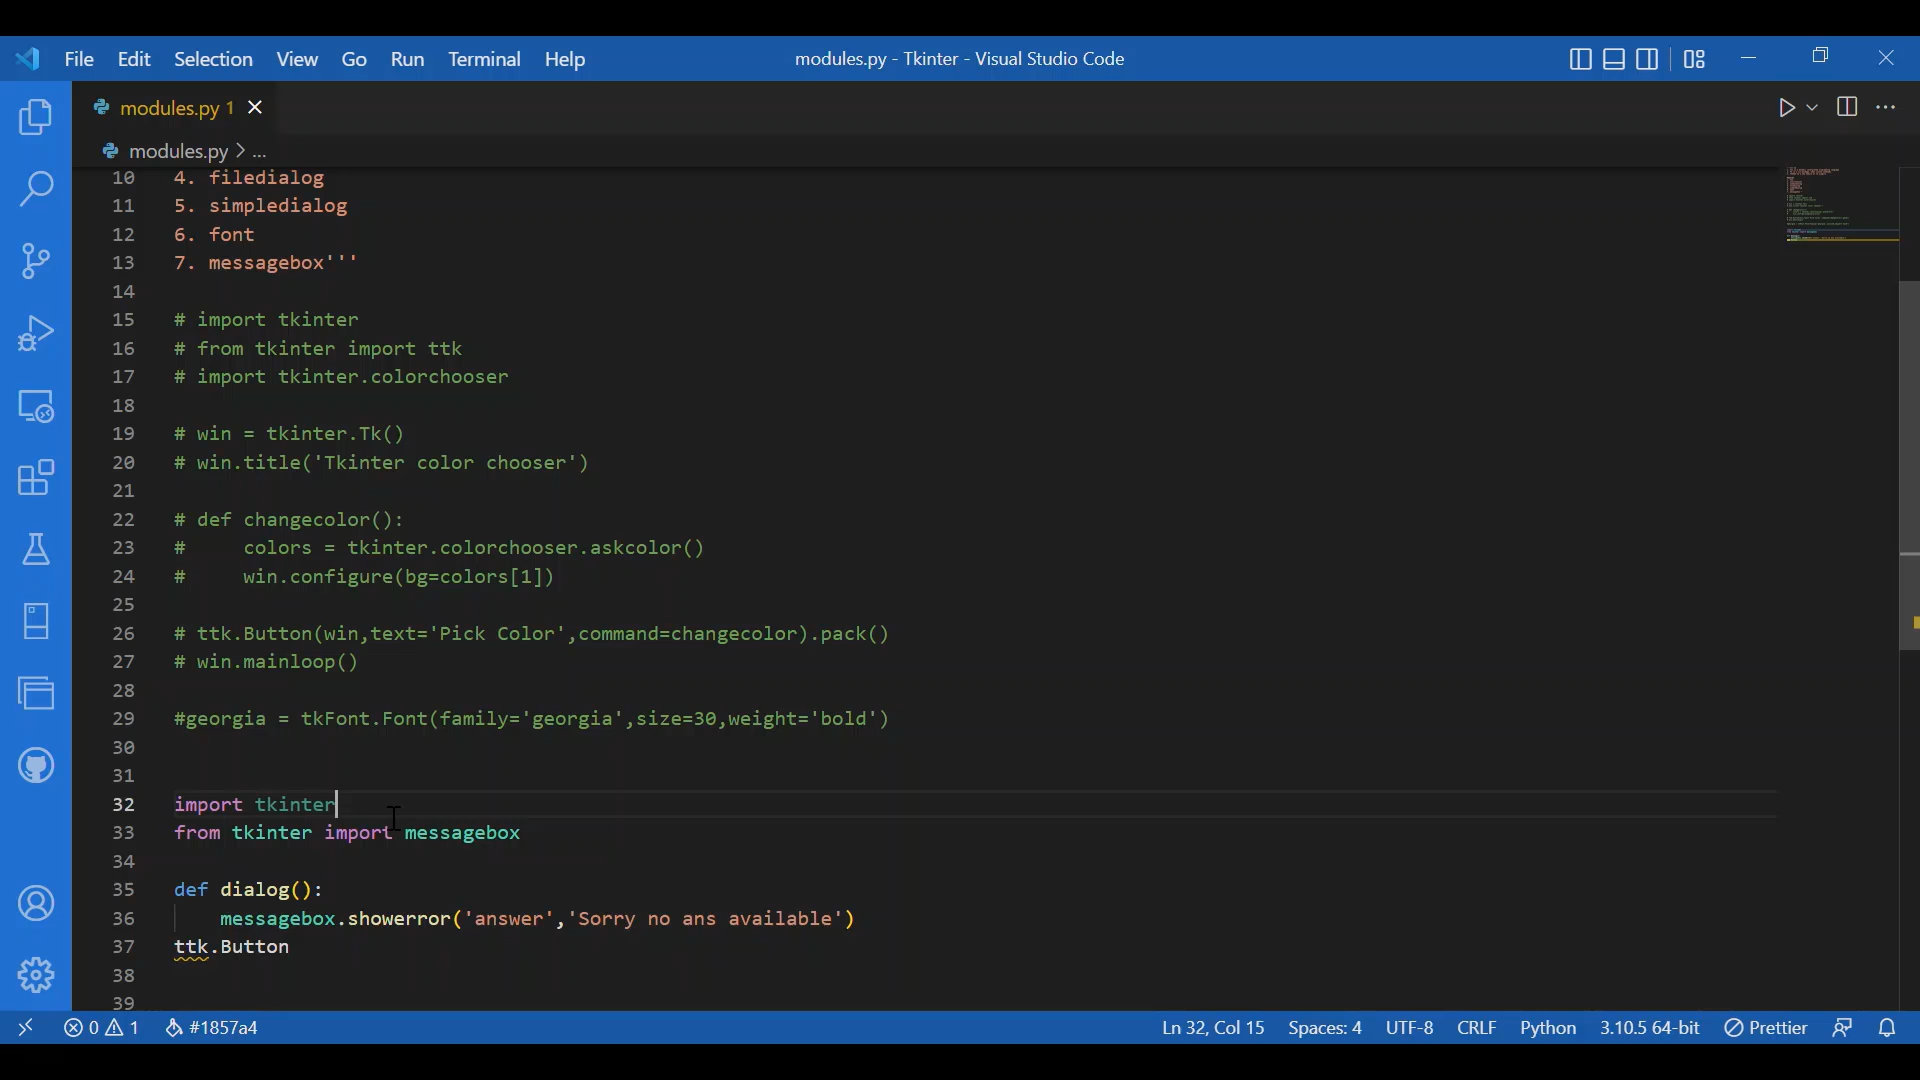 File Edit Selection View Go Run Terminal Help modules.py - Tkinter - Visual Studio Code
modules.py 1
modules.py > ...
10 4. filedialog
11 5. simpledialog
12 6. font
13 7. messagebox'''
14
15 # import tkinter
16 # from tkinter import ttk
17 # import tkinter.colorchooser
18
19 # win = tkinter.Tk()
20 # win.title('Tkinter color chooser')
21
22 # def changecolor():
23 #     colors = tkinter.colorchooser.askcolor()
24 #     win.configure(bg=colors[1])
25
26 # ttk.Button(win,text='Pick Color',command=changecolor).pack()
27 # win.mainloop()
28
29 #georgia = tkFont.Font(family='georgia',size=30,weight='bold')
30
31
32 import tkinter
33 from tkinter import messagebox
34
35 def dialog():
36     messagebox.showerror('answer','Sorry no ans available')
37 ttk.Button
38
39
0 1 #1857a4 Ln 32, Col 15 Spaces: 4 UTF-8 CRLF Python 3.10.5 64-bit Prettier